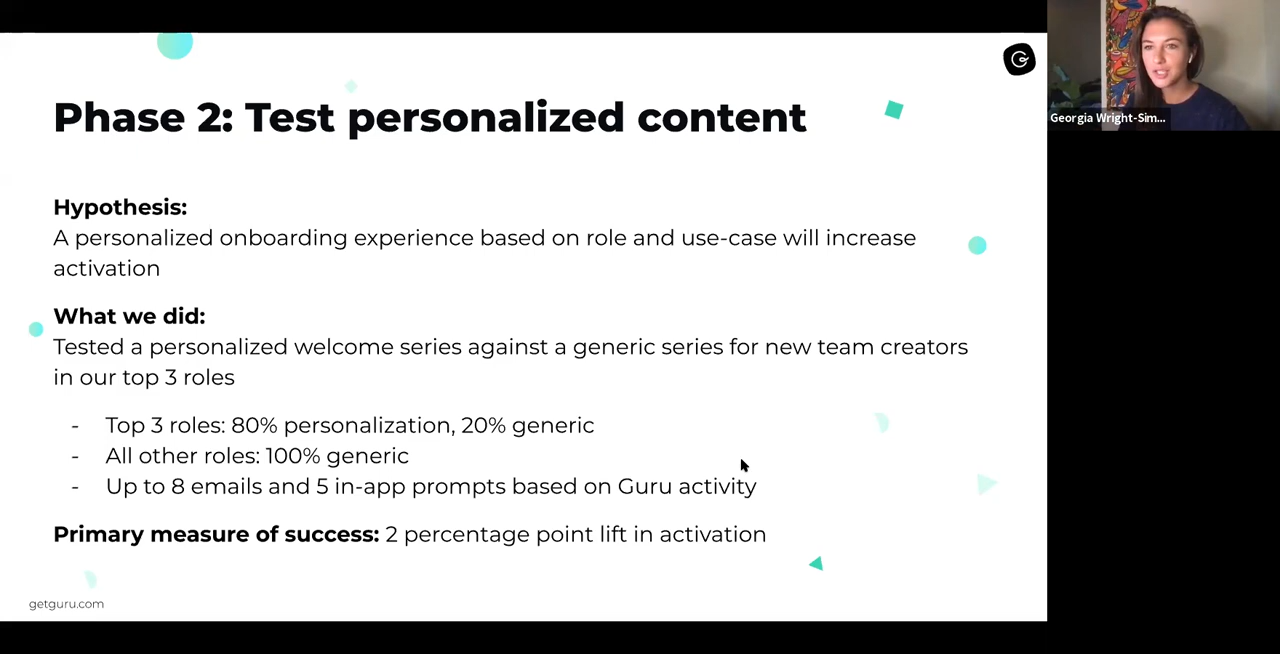 Phase 2: Test personalized content
Hypothesis:
A personalized onboarding experience based on role and use-case will increase
activation
What we did:
Tested a personalized welcome series against a generic series for new team creators
in our top 3 roles
- Top 3 roles: 80% personalization, 20% generic
- All other roles: 100% generic
- Up to 8 emails and 5 in-app prompts based on Guru activity
Primary measure of success: 2 percentage point lift in activation
getguru.com
Georgia Wright-Sim...